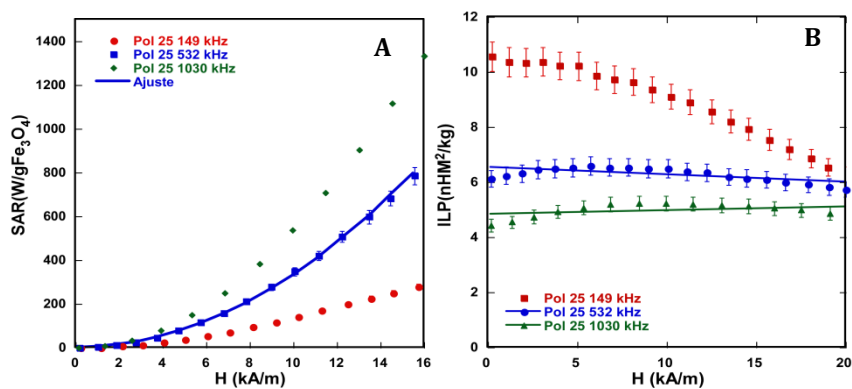 A
Pol 25 149 kHz
Pol 25 532 kHz
Pol 25 1030 kHz
Ajuste
SAR(W/gFe₃O₄)
1400
1200
1000
800
600
400
200
0
0 2 4 6 8 10 12 14 16
H (kA/m)
B
ILP(nHM²/kg)
12
10
8
6
4
2
0
Pol 25 149 kHz
Pol 25 532 kHz
Pol 25 1030 kHz
0 5 10 15 20
H (kA/m)